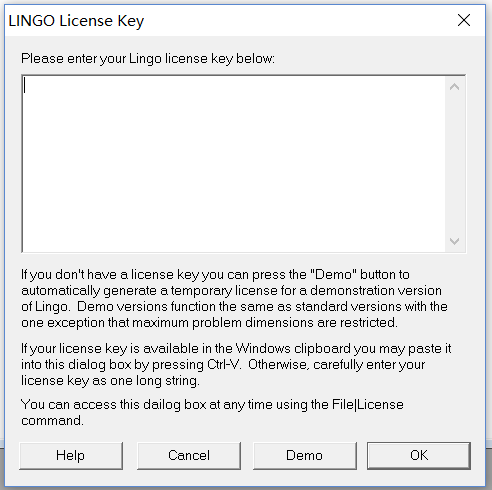 LINGO License Key
Please enter your Lingo license key below:
If you don't have a license key you can press the "Demo" button to
automatically generate a temporary license for a demonstration version
of Lingo.  Demo versions function the same as standard versions with the
one exception that maximum problem dimensions are restricted.
If your license key is available in the Windows clipboard you may paste it
into this dialog box by pressing Ctrl-V.  Otherwise, carefully enter your
license key as one long string.
You can access this dailog box at any time using the File|License
command.
Help Cancel Demo OK